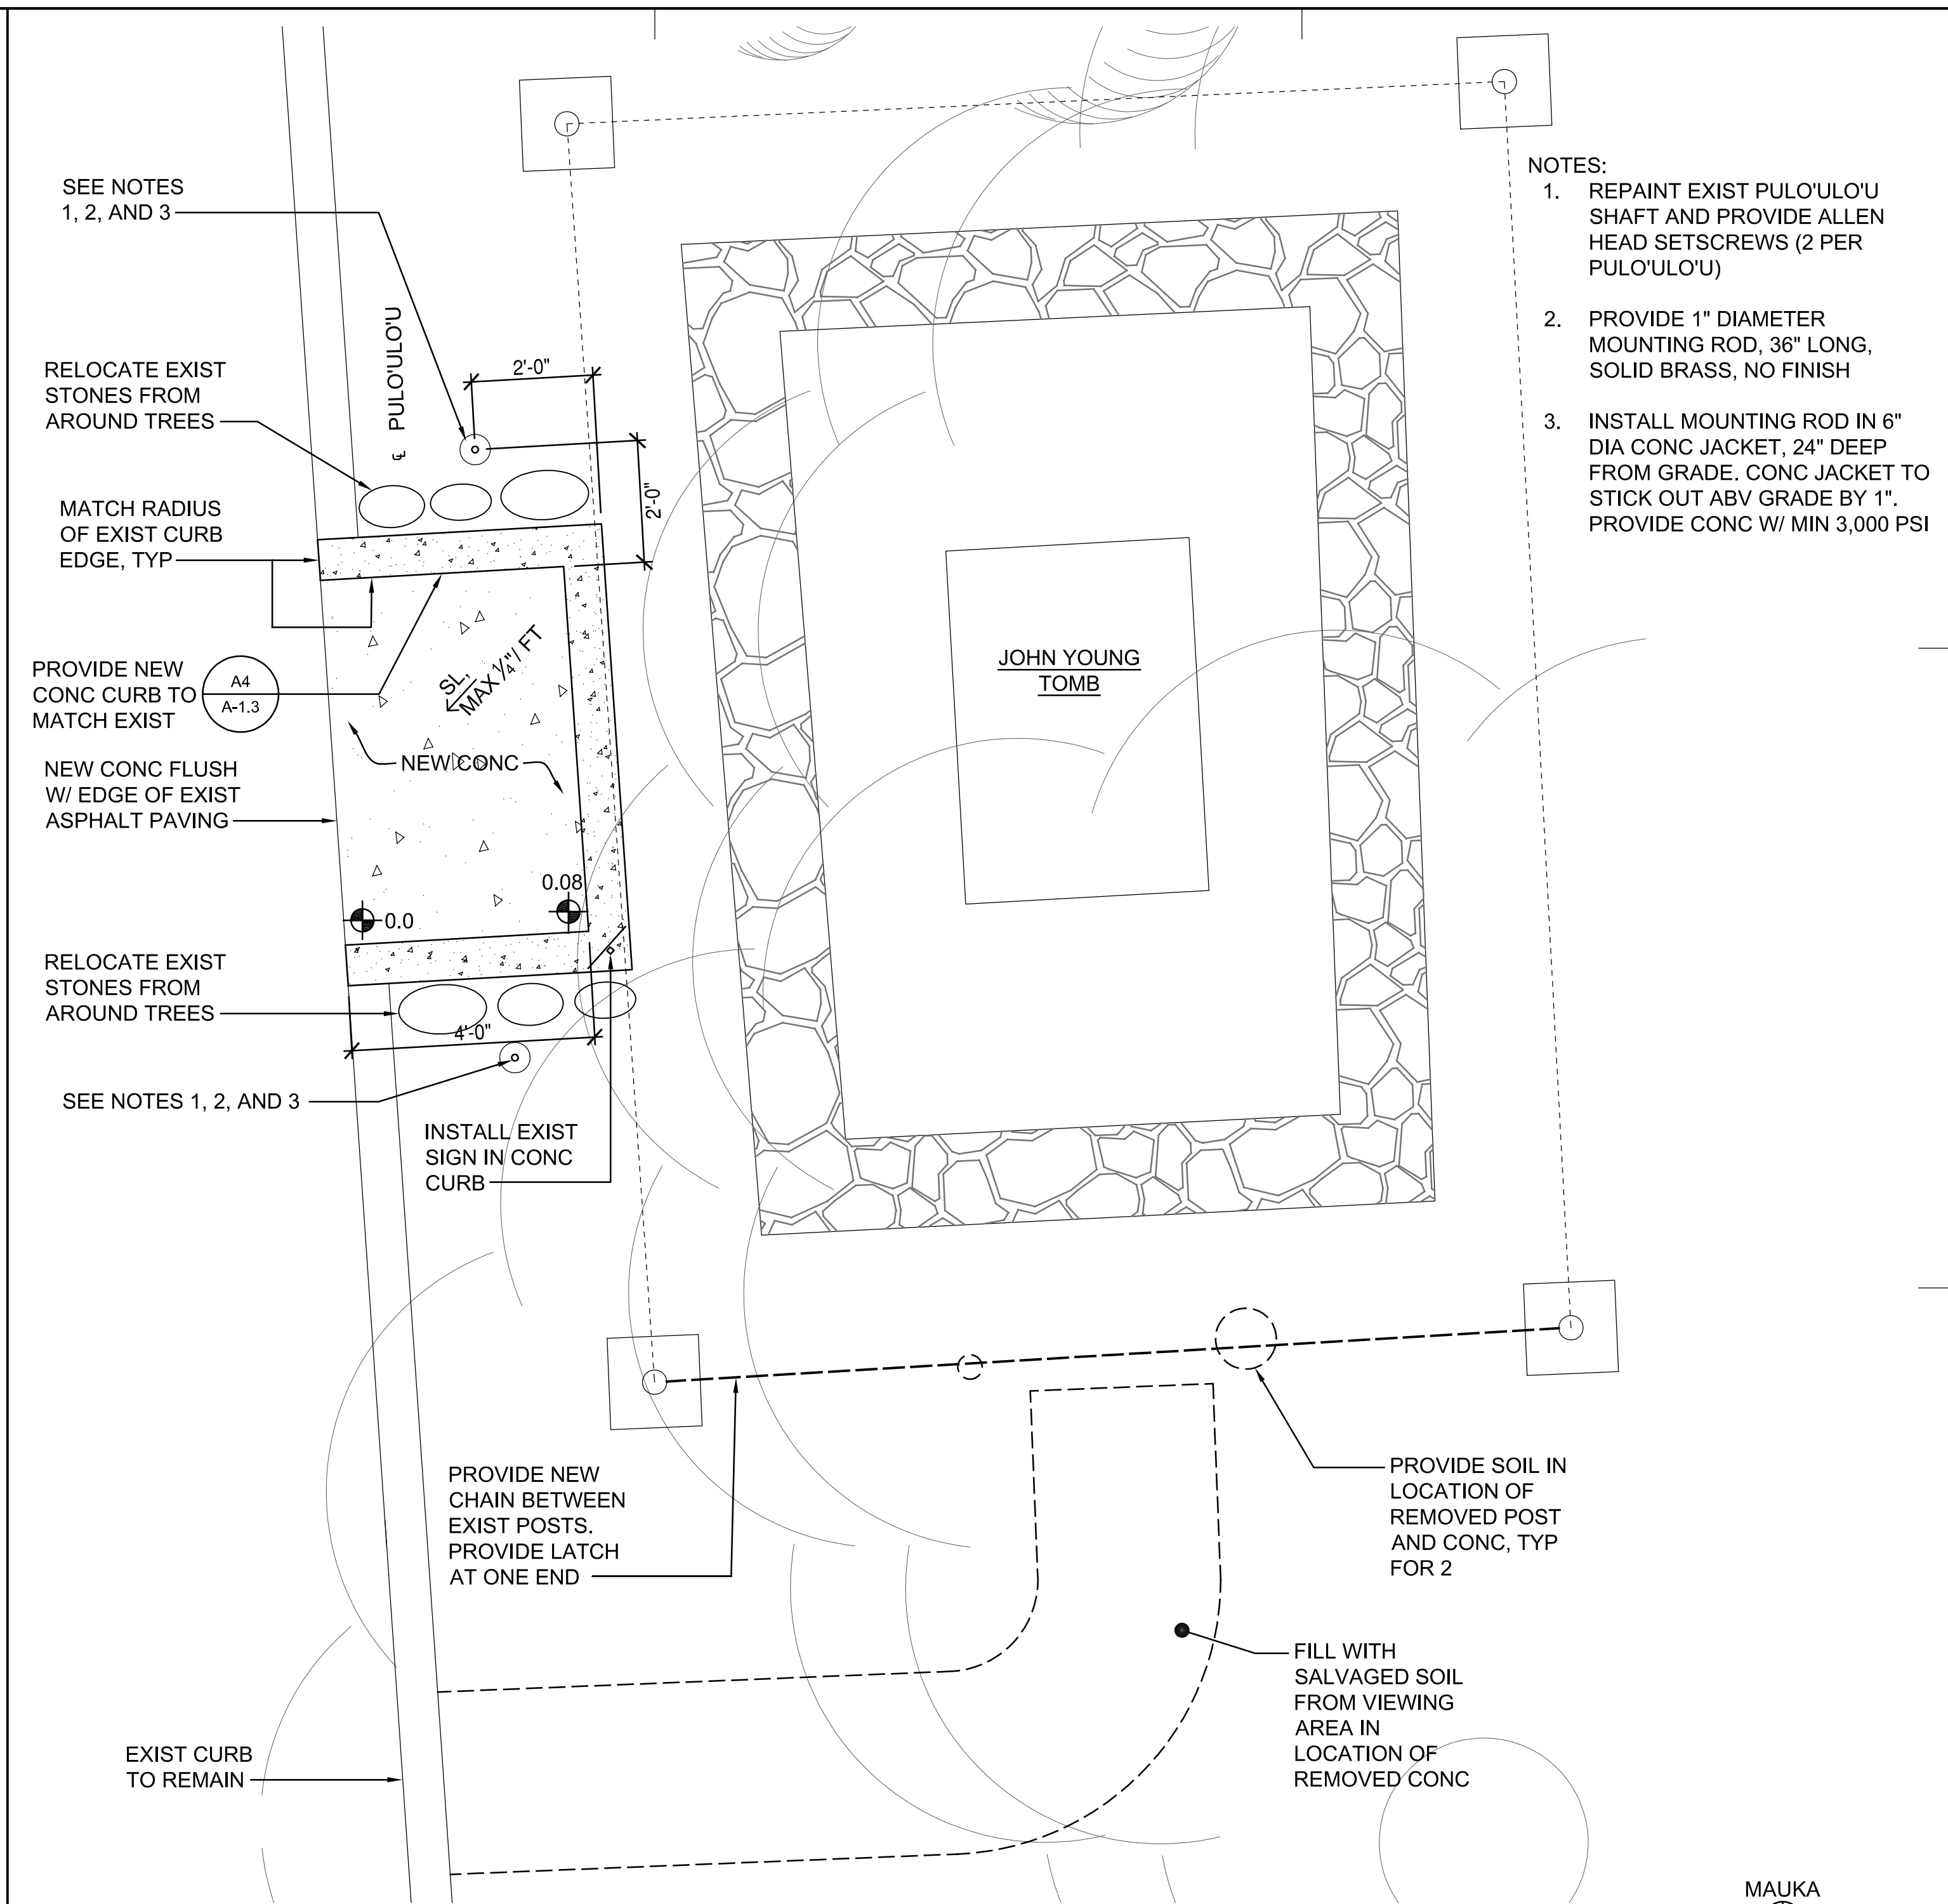 SEE NOTES
1, 2, AND 3
RELOCATE EXIST
STONES FROM
AROUND TREES
PULO'ULO'U
2'-0"
2'-0"
MATCH RADIUS
OF EXIST CURB
EDGE, TYP
PROVIDE NEW
CONC CURB TO
MATCH EXIST
A4
A-1.3
SL,
MAX ¼"/ FT
NEW CONC
NEW CONC FLUSH
W/ EDGE OF EXIST
ASPHALT PAVING
0.0
0.08
RELOCATE EXIST
STONES FROM
AROUND TREES
4'-0"
SEE NOTES 1, 2, AND 3
INSTALL EXIST
SIGN IN CONC
CURB
JOHN YOUNG
TOMB
NOTES:
1. REPAINT EXIST PULO'ULO'U
SHAFT AND PROVIDE ALLEN
HEAD SETSCREWS (2 PER
PULO'ULO'U)
2. PROVIDE 1" DIAMETER
MOUNTING ROD, 36" LONG,
SOLID BRASS, NO FINISH
3. INSTALL MOUNTING ROD IN 6"
DIA CONC JACKET, 24" DEEP
FROM GRADE. CONC JACKET TO
STICK OUT ABV GRADE BY 1".
PROVIDE CONC W/ MIN 3,000 PSI
PROVIDE NEW
CHAIN BETWEEN
EXIST POSTS.
PROVIDE LATCH
AT ONE END
PROVIDE SOIL IN
LOCATION OF
REMOVED POST
AND CONC, TYP
FOR 2
FILL WITH
SALVAGED SOIL
FROM VIEWING
AREA IN
LOCATION OF
REMOVED CONC
EXIST CURB
TO REMAIN
MAUKA